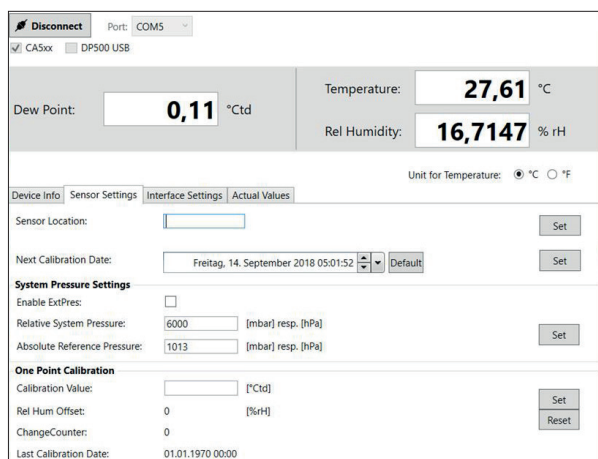 Disconnect Port: COM5
CA5xx DP500 USB
Dew Point: 0,11 °Ctd
Temperature: 27,61 °C
Rel Humidity: 16,7147 % rH
Unit for Temperature: °C °F
Device Info Sensor Settings Interface Settings Actual Values
Sensor Location: Set
Next Calibration Date: Freitag, 14. September 2018 05:01:52 Default Set
System Pressure Settings
Enable ExtPres:
Relative System Pressure: 6000 [mbar] resp. [hPa]
Set
Absolute Reference Pressure: 1013 [mbar] resp. [hPa]
One Point Calibration
Calibration Value: [°Ctd]
Set
Rel Hum Offset: 0 [%rH]
Reset
ChangeCounter: 0
Last Calibration Date: 01.01.1970 00:00